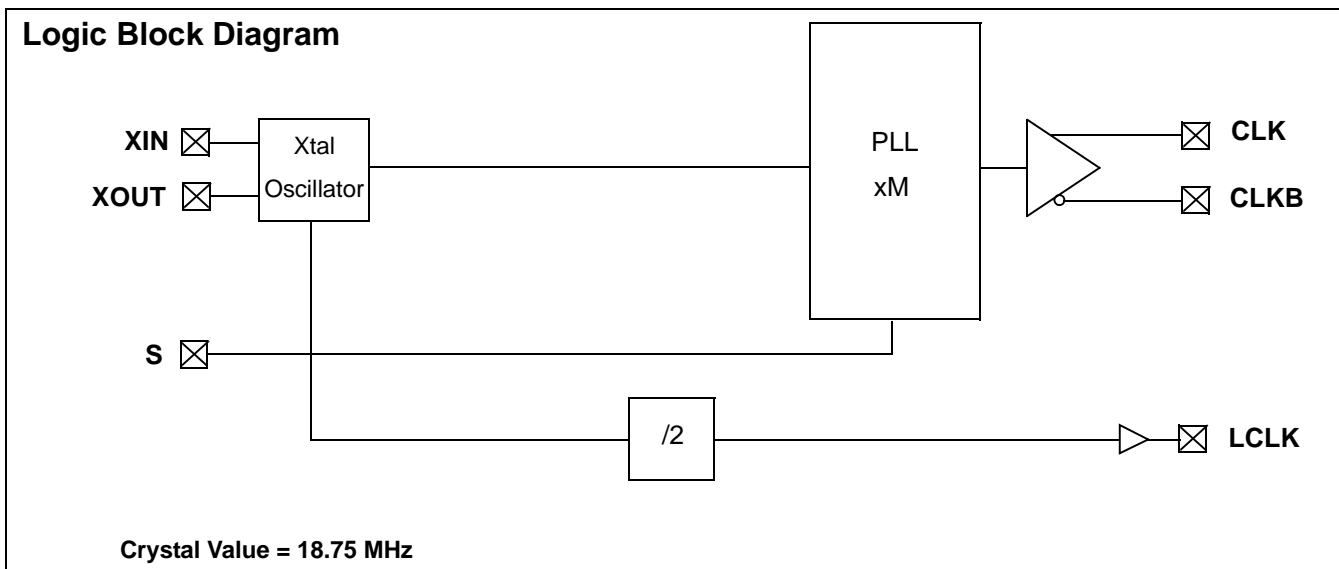 Logic Block Diagram
XIN
XOUT
Xtal
Oscillator
PLL
xM
CLK
CLKB
S
/2
LCLK
Crystal Value = 18.75 MHz